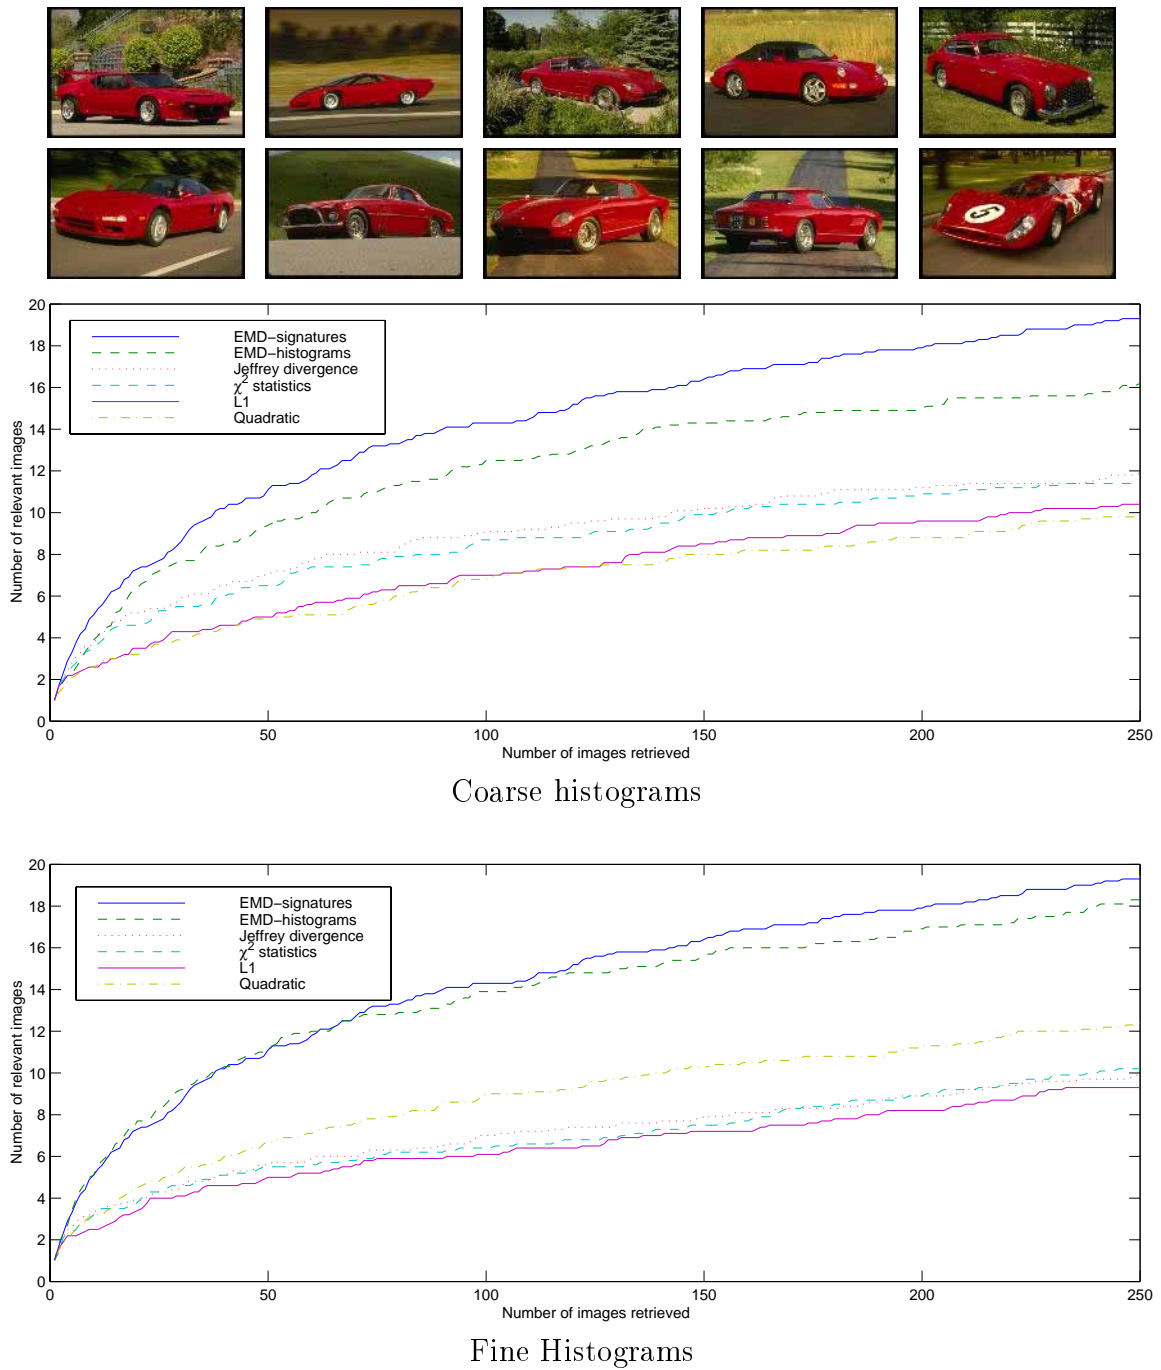 5
20
18
16
14
12
10
8
6
4
2
0
Number of relevant images
EMD−signatures
EMD−histograms
Jeffrey divergence
χ² statistics
L1
Quadratic
0 50 100 150 200 250
Number of images retrieved
Coarse histograms
20
18
16
14
12
10
8
6
4
2
0
Number of relevant images
EMD−signatures
EMD−histograms
Jeffrey divergence
χ² statistics
L1
Quadratic
0 50 100 150 200 250
Number of images retrieved
Fine Histograms